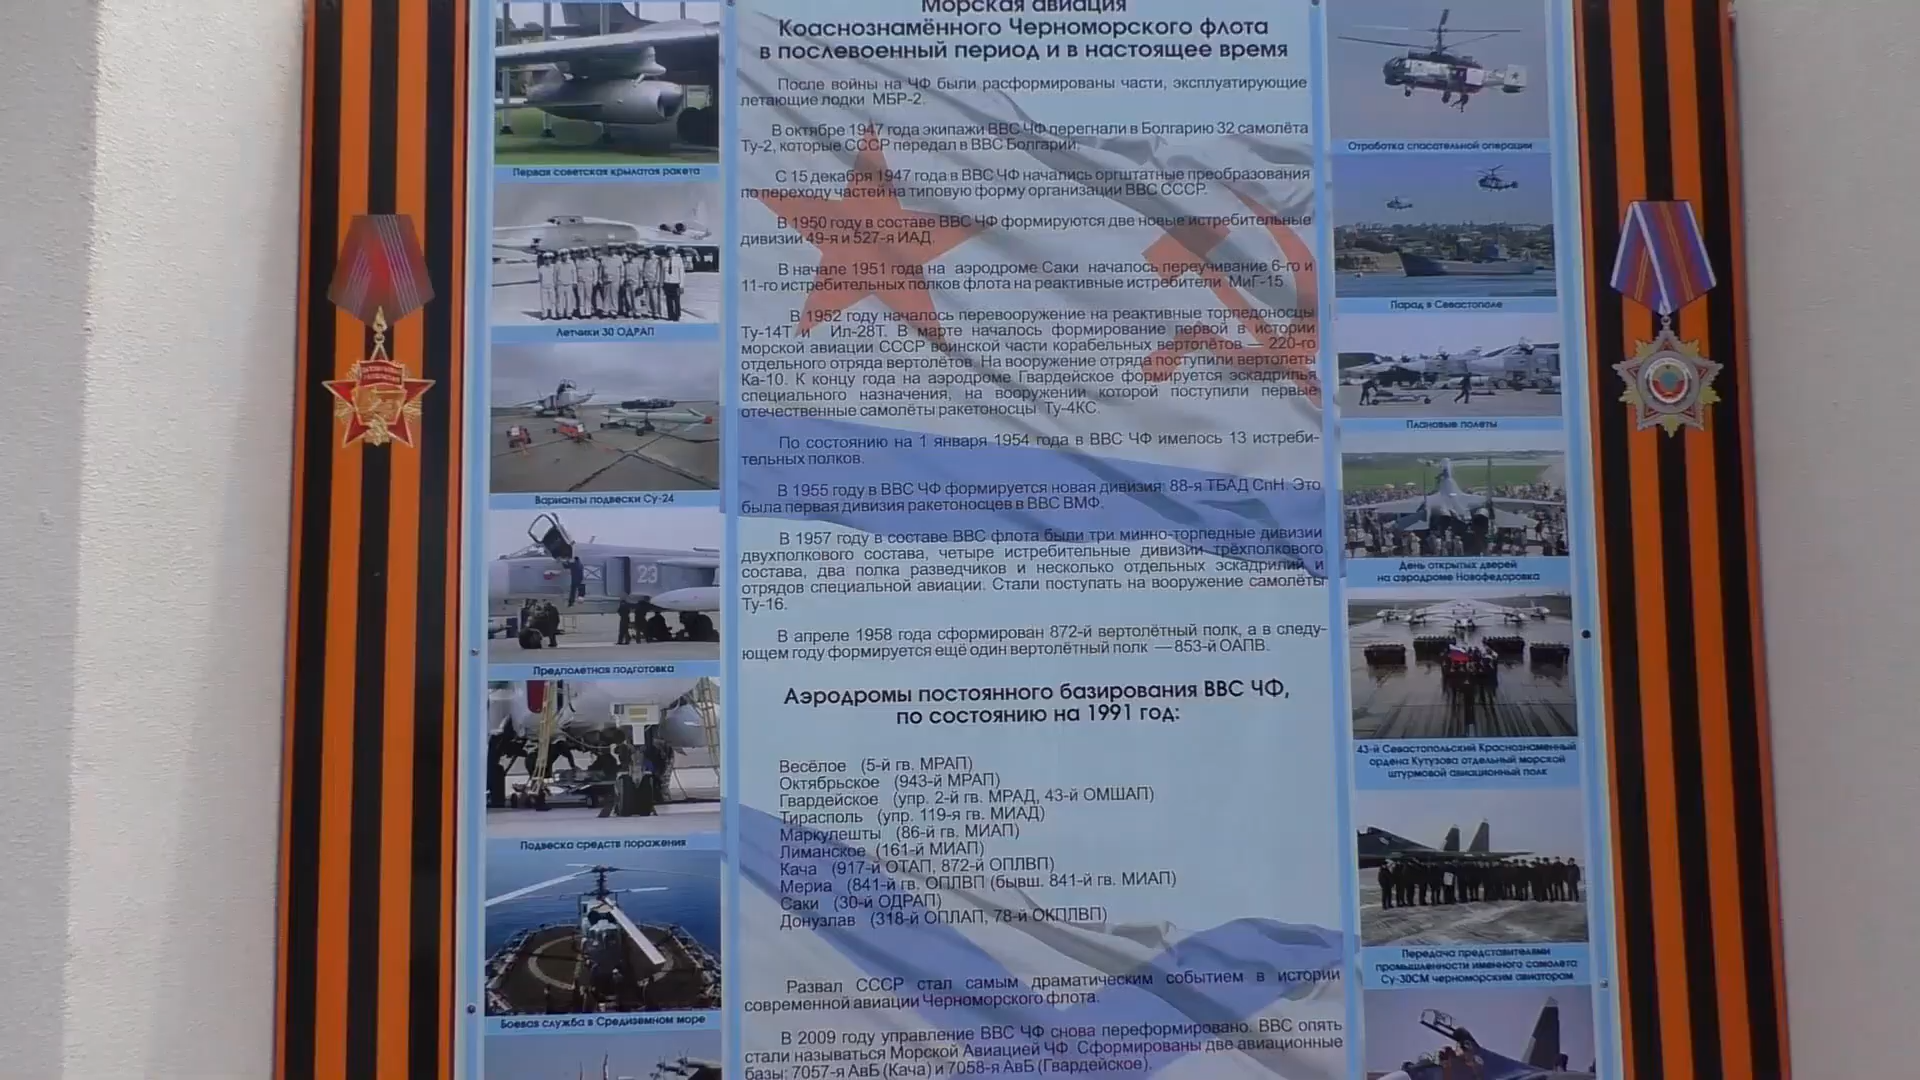 Морская авиация
Краснознамённого Черноморского флота
в послевоенный период и в настоящее время
После войны на ЧФ были расформированы части, эксплуатирующие
летающие лодки МБР-2.
В октябре 1947 года экипажи ВВС ЧФ перегнали в Болгарию 32 самолёта
Ту-2, которые СССР передал в ВВС Болгарии.
С 15 декабря 1947 года в ВВС ЧФ начались оргштатные преобразования
по переходу частей на типовую форму организации ВВС СССР.
В 1950 году в составе ВВС ЧФ формируются две новые истребительные
дивизии 49-я и 527-я ИАД.
В начале 1951 года на аэродроме Саки началось переучивание 6-го и
11-го истребительных полков флота на реактивные истребители МиГ-15.
В 1952 году началось перевооружение на реактивные торпедоносцы
Ту-14Т и Ил-28Т. В марте началось формирование первой в истории
морской авиации СССР воинской части корабельных вертолётов — 220-го
отдельного отряда вертолётов. На вооружение отряда поступили вертолеты
Ка-10. К концу года на аэродроме Гвардейское формируется эскадрилья
специального назначения, на вооружении которой поступили первые
отечественные самолёты ракетоносцы Ту-4КС.
По состоянию на 1 января 1954 года в ВВС ЧФ имелось 13 истреби-
тельных полков.
В 1955 году в ВВС ЧФ формируется новая дивизия: 88-я ТБАД СпН. Это
была первая дивизия ракетоносцев в ВВС ВМФ.
В 1957 году в составе ВВС флота были три минно-торпедные дивизии
двухполкового состава, четыре истребительные дивизии трёхполкового
состава, два полка разведчиков и несколько отдельных эскадрилий и
отрядов специальной авиации. Стали поступать на вооружение самолёты
Ту-16.
В апреле 1958 года сформирован 872-й вертолётный полк, а в следу-
ющем году формируется ещё один вертолётный полк — 853-й ОАПВ.
Аэродромы постоянного базирования ВВС ЧФ,
по состоянию на 1991 год:
Весёлое (5-й гв. МРАП)
Октябрьское (943-й МРАП)
Гвардейское (упр. 2-й гв. МРАД, 43-й ОМШАП)
Тирасполь (упр. 119-я гв. МИАД)
Маркулешты (86-й гв. МИАП)
Лиманское (161-й МИАП)
Кача (917-й ОТАП, 872-й ОПЛВП)
Мериа (841-й гв. ОПЛВП (бывш. 841-й гв. МИАП)
Саки (30-й ОДРАП)
Донузлав (318-й ОПЛАП, 78-й ОКПЛВП)
Развал СССР стал самым драматическим событием в истории
современной авиации Черноморского флота.
В 2009 году управление ВВС ЧФ снова переформировано. ВВС опять
стали называться Морской Авиацией ЧФ. Сформированы две авиационные
базы: 7057-я АвБ (Кача) и 7058-я АвБ (Гвардейское).
Первая советская крылатая ракета
Летчики 30 ОДРАП
Варианты подвески Су-24
23
Предполетная подготовка
Подвеска средств поражения
Боевая служба в Средиземном море
Отработка спасательной операции
Парад в Севастополе
Плановые полеты
День открытых дверей
на аэродроме Новофедоровка
43-й Севастопольский Краснознаменный
ордена Кутузова отдельный морской
штурмовой авиационный полк
Передача представителями
промышленности именного самолета
Су-30СМ черноморским авиаторам